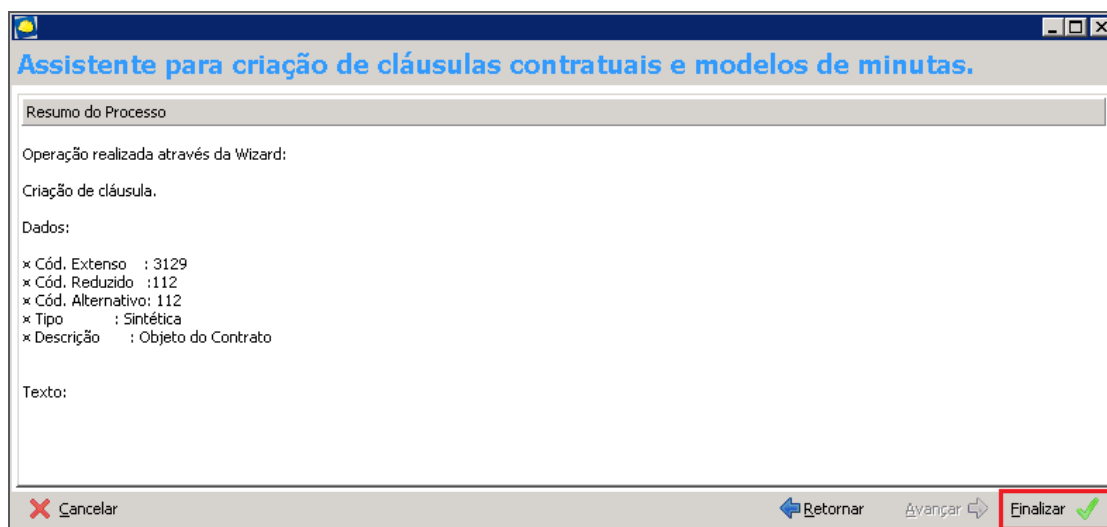 Assistente para criação de cláusulas contratuais e modelos de minutas.
Resumo do Processo
Operação realizada através da Wizard:
Criação de cláusula.
Dados:
¤ Cód. Extenso : 3129
¤ Cód. Reduzido :112
¤ Cód. Alternativo: 112
¤ Tipo : Sintética
¤ Descrição : Objeto do Contrato
Texto:
Cancelar Retornar Avançar Finalizar